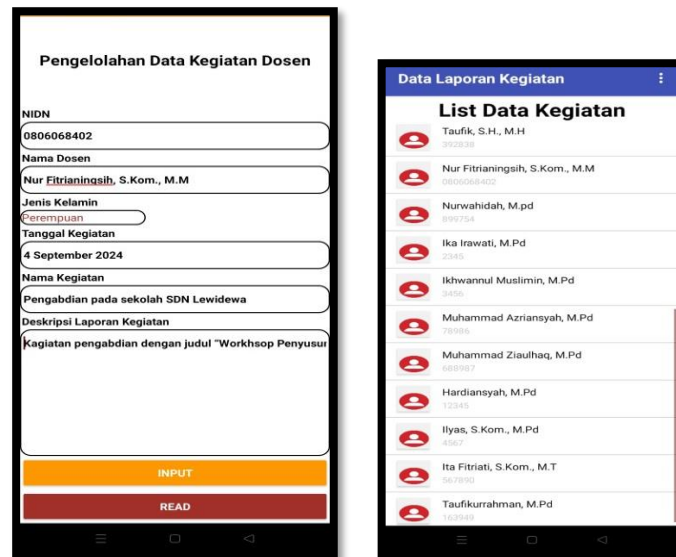 Pengelolahan Data Kegiatan Dosen
NIDN
0806068402
Nama Dosen
Nur Fitrianingsih, S.Kom., M.M
Jenis Kelamin
Perempuan
Tanggal Kegiatan
4 September 2024
Nama Kegiatan
Pengabdian pada sekolah SDN Lewidewa
Deskripsi Laporan Kegiatan
Kagiatan pengabdian dengan judul "Workhsop Penyusur
INPUT
READ
Data Laporan Kegiatan
List Data Kegiatan
Taufik, S.H., M.H
392838
Nur Fitrianingsih, S.Kom., M.M
0806068402
Nurwahidah, M.pd
899754
Ika Irawati, M.Pd
2345
Ikhwannul Muslimin, M.Pd
3456
Muhammad Azriansyah, M.Pd
78986
Muhammad Ziaulhaq, M.Pd
688987
Hardiansyah, M.Pd
12345
Ilyas, S.Kom., M.Pd
4567
Ita Fitriati, S.Kom., M.T
567890
Taufikurrahman, M.Pd
163949